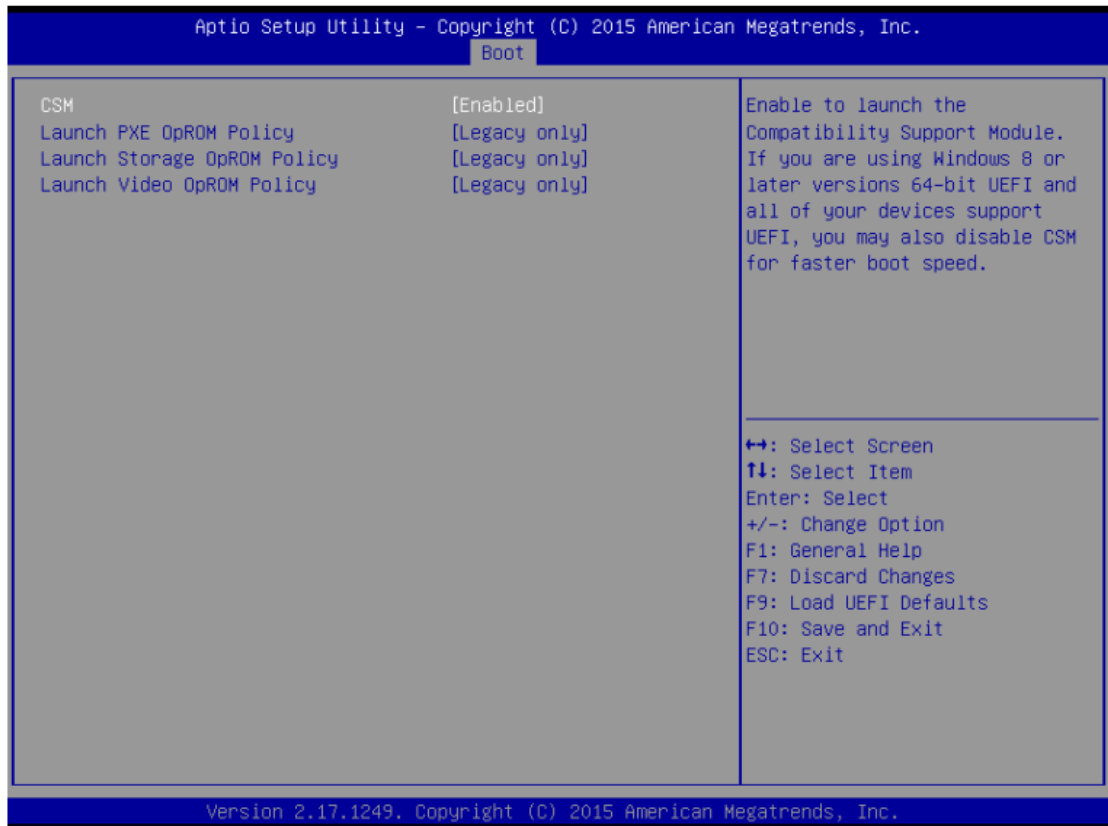 Aptio Setup Utility – Copyright (C) 2015 American Megatrends, Inc.
Boot
CSM [Enabled]
Launch PXE OpROM Policy [Legacy only]
Launch Storage OpROM Policy [Legacy only]
Launch Video OpROM Policy [Legacy only]
Enable to launch the
Compatibility Support Module.
If you are using Windows 8 or
later versions 64-bit UEFI and
all of your devices support
UEFI, you may also disable CSM
for faster boot speed.
↔: Select Screen
↑↓: Select Item
Enter: Select
+/-: Change Option
F1: General Help
F7: Discard Changes
F9: Load UEFI Defaults
F10: Save and Exit
ESC: Exit
Version 2.17.1249. Copyright (C) 2015 American Megatrends, Inc.